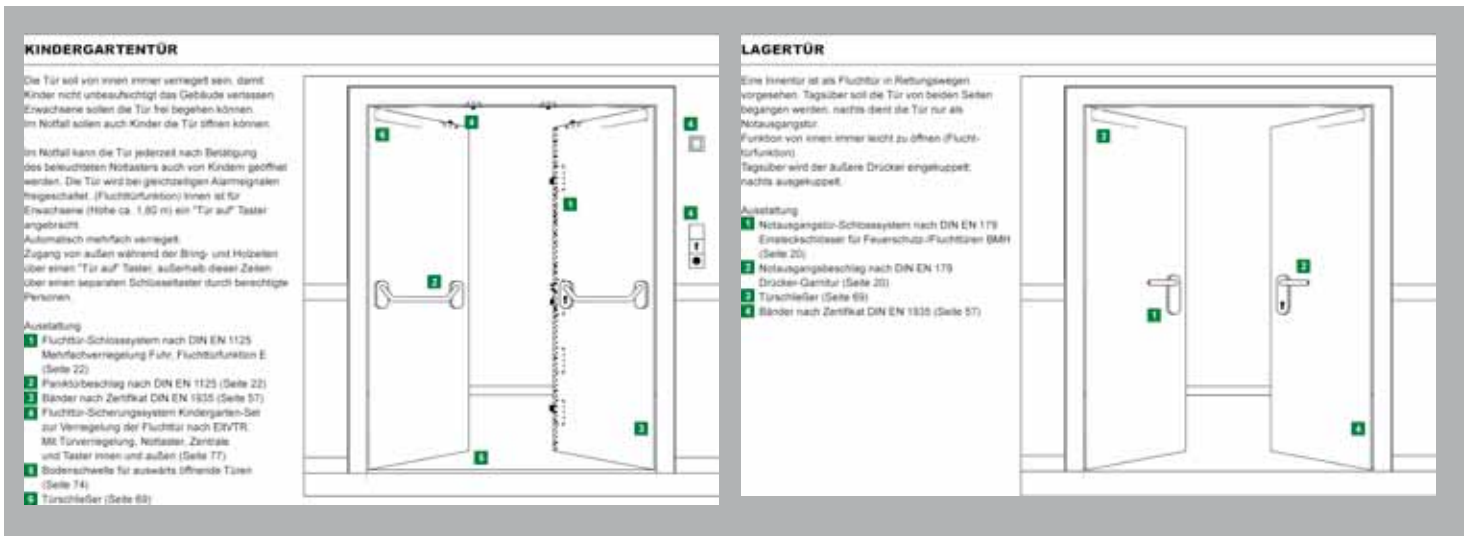 KINDERGARTENTÜR
Die Tür soll von innen immer verriegelt sein, damit
Kinder nicht unbeaufsichtigt das Gebäude verlassen.
Erwachsene sollen die Tür frei begehen können.
Im Notfall sollen auch Kinder die Tür öffnen können.
Im Notfall kann die Tür jederzeit nach Betätigung
des beleuchteten Nottasters auch von Kindern geöffnet
werden. Die Tür wird bei gleichzeitigen Alarmsignalen
freigeschaltet. (Fluchttürfunktion) Innen ist für
Erwachsene (Höhe ca. 1,60 m) ein "Tür auf" Taster
angebracht.
Automatisch mehrfach verriegelt.
Zugang von außen während der Bring- und Holzeiten
über einen "Tür auf" Taster, außerhalb dieser Zeiten
über einen separaten Schlüsseltaster durch berechtigte
Personen.
Ausstattung
1 Fluchttür-Schlosssystem nach DIN EN 1125
Mehrfachverriegelung Fuhr, Fluchttürfunktion E
(Seite 22)
2 Paniktürbeschlag nach DIN EN 1125 (Seite 22)
3 Bänder nach Zertifikat DIN EN 1935 (Seite 57)
4 Fluchttür-Sicherungssystem Kindergarten-Set
zur Verriegelung der Fluchttür nach EltVTR.
Mit Türverriegelung, Nottaster, Zentrale
und Taster innen und außen (Seite 77)
5 Bodenschwelle für auswärts öffnende Türen
(Seite 74)
6 Türschließer (Seite 69)
6
4
4
1
4
2
3
5
LAGERTÜR
Eine Innentür ist als Fluchttür in Rettungswegen
vorgesehen. Tagsüber soll die Tür von beiden Seiten
begangen werden, nachts dient die Tür nur als
Notausgangstür.
Funktion von innen immer leicht zu öffnen (Flucht-
türfunktion)
Tagsüber wird der äußere Drücker eingekuppelt,
nachts ausgekuppelt.
Ausstattung
1 Notausgangstür-Schlosssystem nach DIN EN 179
Einsteckschlösser für Feuerschutz-/Fluchttüren BMH
(Seite 20)
2 Notausgangsbeschlag nach DIN EN 179
Drücker-Garnitur (Seite 20)
3 Türschließer (Seite 69)
4 Bänder nach Zertifikat DIN EN 1935 (Seite 57)
3
2
1
4